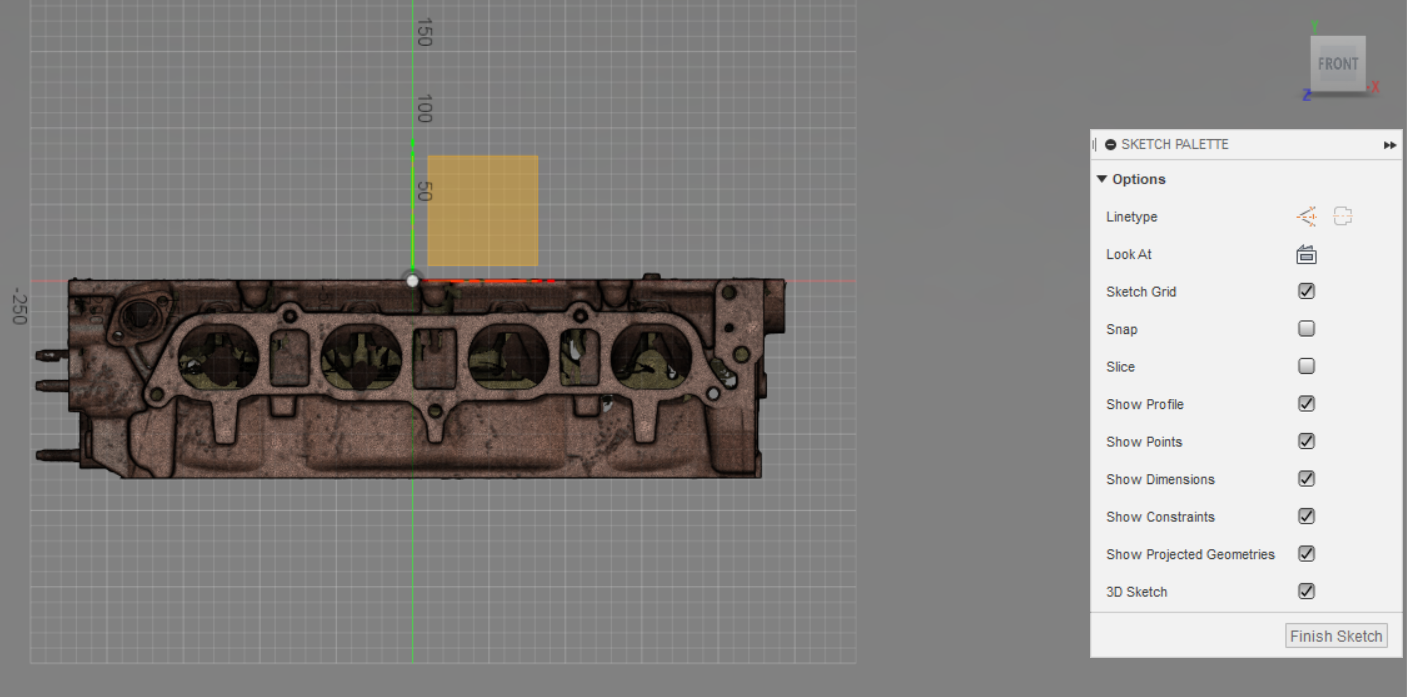 150
100
50
-250
Y
FRONT
Z
X
SKETCH PALETTE
Options
Linetype
Look At
Sketch Grid
Snap
Slice
Show Profile
Show Points
Show Dimensions
Show Constraints
Show Projected Geometries
3D Sketch
Finish Sketch